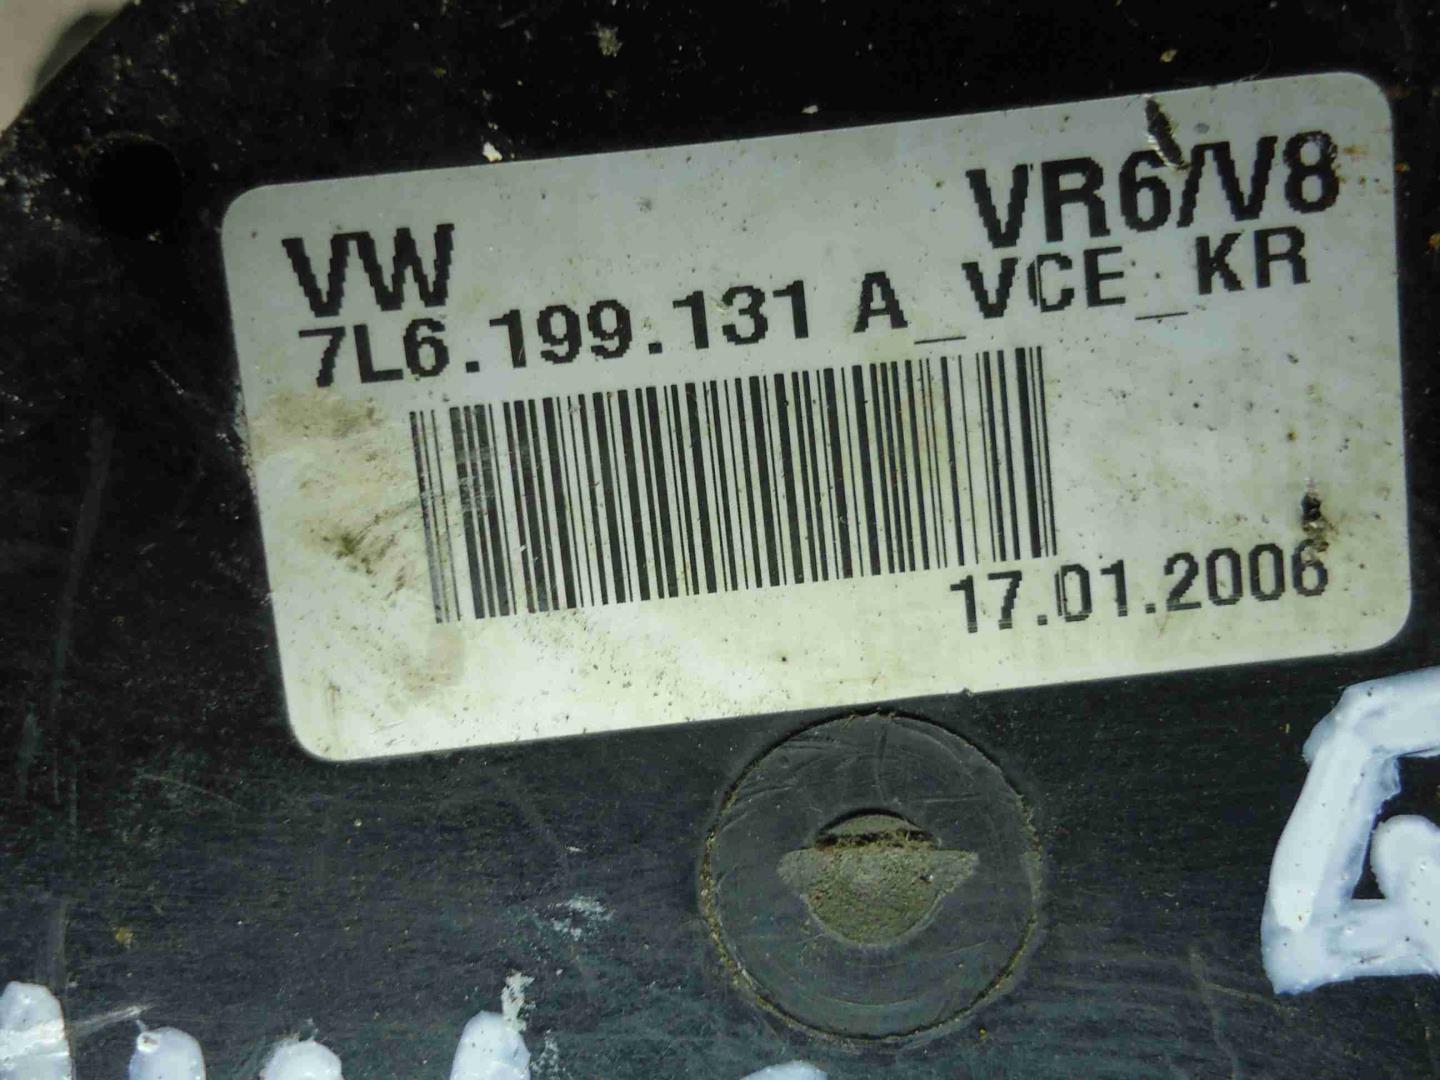 VR6/V8
VW
7L6.199.131 A_VCE_KR
17.01.2006